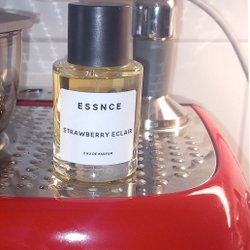 ESSNCE
STRAWBERRY ECLAIR
EAU DE PARFUM